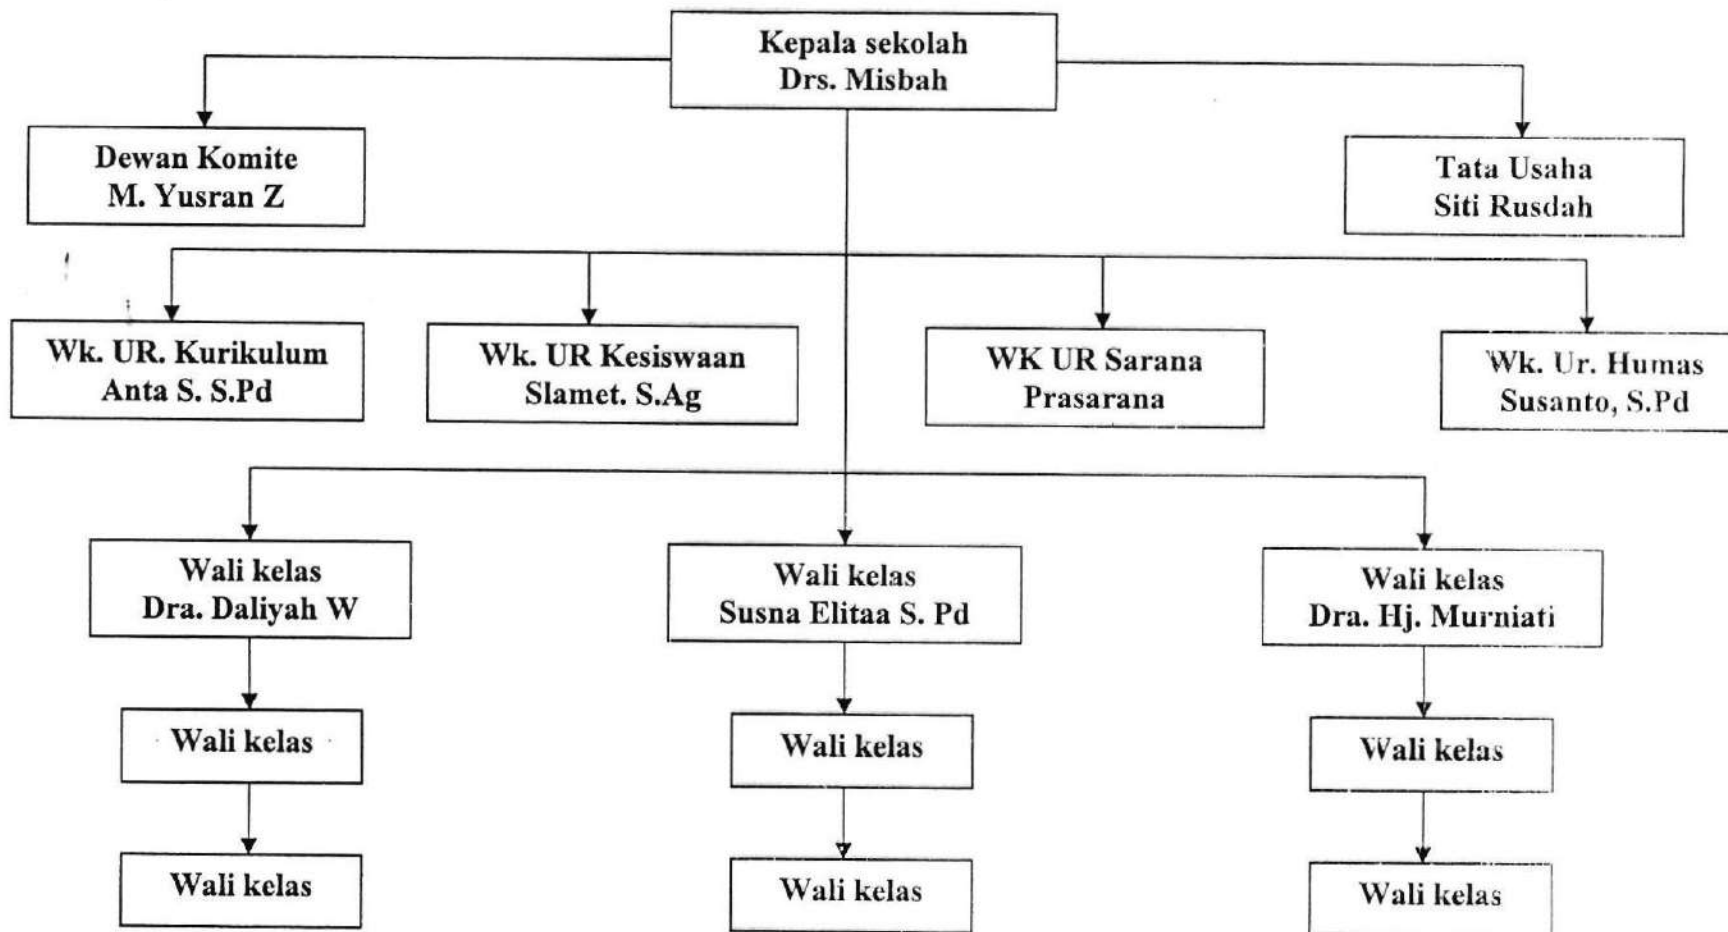 Kepala sekolah
Drs. Misbah
Dewan Komite
M. Yusran Z
Tata Usaha
Siti Rusdah
Wk. UR. Kurikulum
Anta S. S.Pd
Wk. UR Kesiswaan
Slamet. S.Ag
WK UR Sarana
Prasarana
Wk. Ur. Humas
Susanto, S.Pd
Wali kelas
Dra. Daliyah W
Wali kelas
Susna Elitaa S. Pd
Wali kelas
Dra. Hj. Murniati
Wali kelas
Wali kelas
Wali kelas
Wali kelas
Wali kelas
Wali kelas